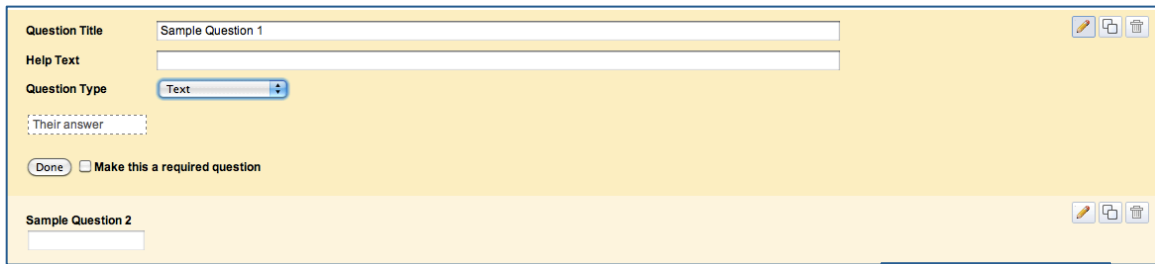 Question Title Sample Question 1
Help Text
Question Type Text
Their answer
Done Make this a required question
Sample Question 2